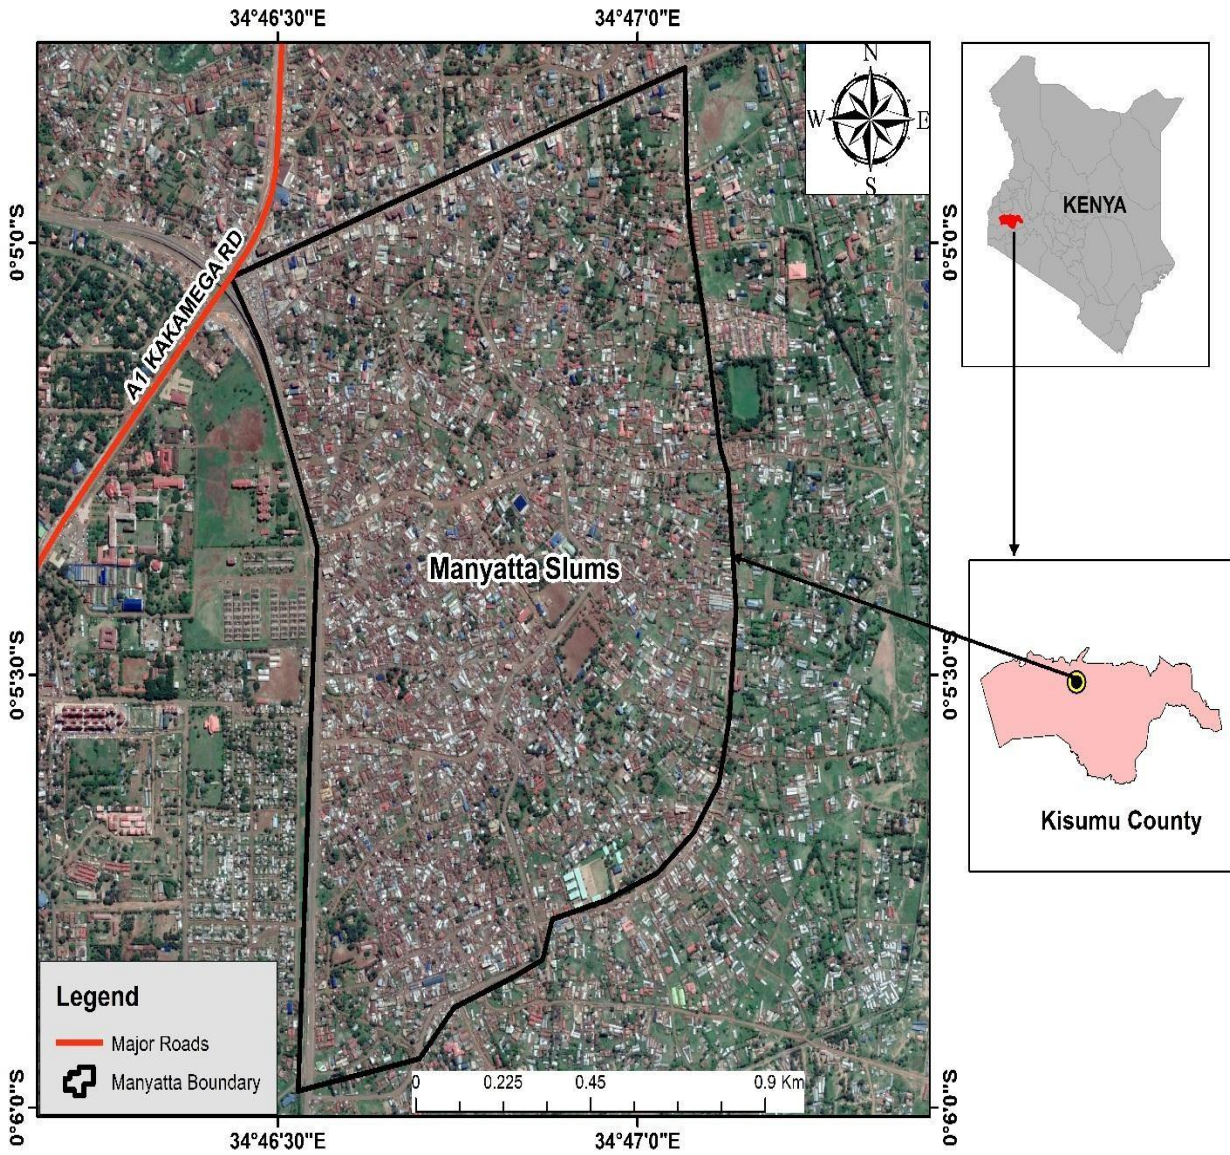 34°46'30"E
34°47'0"E
N
W
E
S
0°5'0"S
0°5'0"S
KENYA
A1 KAKAMEGA RD
Manyatta Slums
0°5'30"S
0°5'30"S
Kisumu County
Legend
Major Roads
Manyatta Boundary
0 0.225 0.45 0.9 Km
0°6'0"S
0°6'0"S
34°46'30"E
34°47'0"E